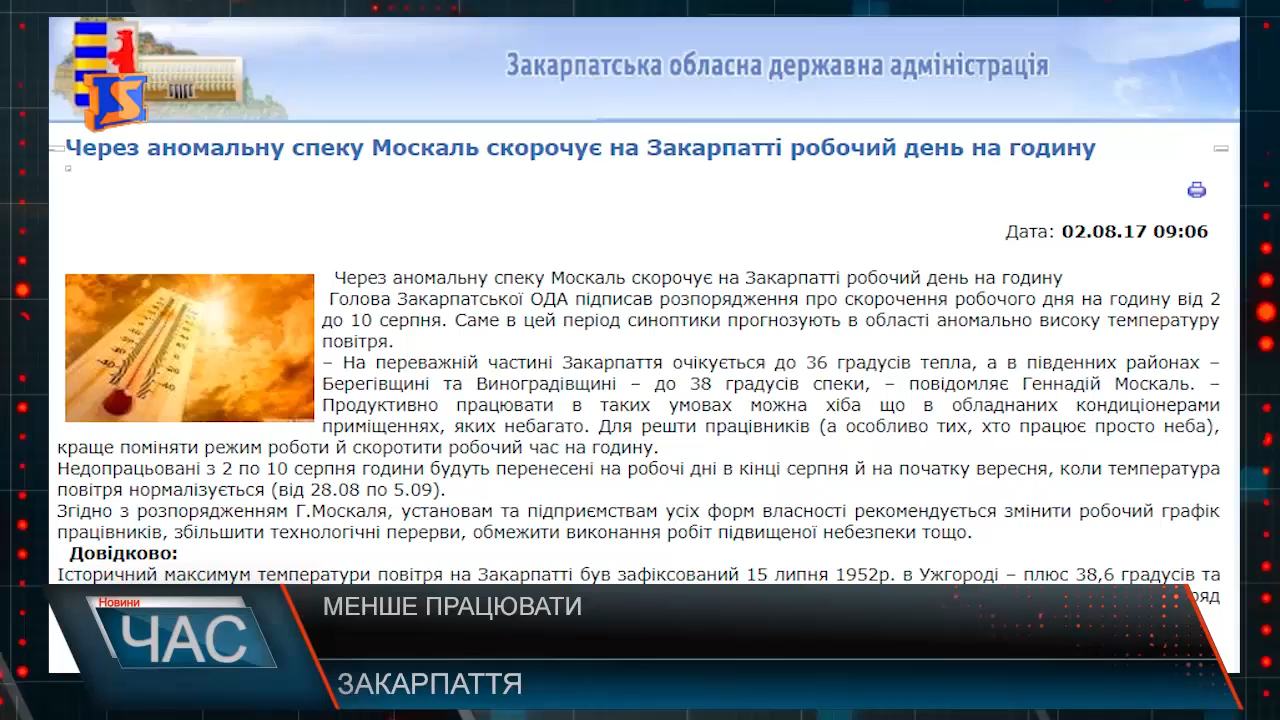 Закарпатська обласна державна адміністрація
Через аномальну спеку Москаль скорочує на Закарпатті робочий день на годину
Дата: 02.08.17 09:06
Через аномальну спеку Москаль скорочує на Закарпатті робочий день на годину
Голова Закарпатської ОДА підписав розпорядження про скорочення робочого дня на годину від 2
до 10 серпня. Саме в цей період синоптики прогнозують в області аномально високу температуру
повітря.
– На переважній частині Закарпаття очікується до 36 градусів тепла, а в південних районах –
Берегівщині та Виноградівщині – до 38 градусів спеки, – повідомляє Геннадій Москаль. –
Продуктивно працювати в таких умовах можна хіба що в обладнаних кондиціонерами
приміщеннях, яких небагато. Для решти працівників (а особливо тих, хто працює просто неба),
краще поміняти режим роботи й скоротити робочий час на годину.
Недопрацьовані з 2 по 10 серпня години будуть перенесені на робочі дні в кінці серпня й на початку вересня, коли температура
повітря нормалізується (від 28.08 по 5.09).
Згідно з розпорядженням Г.Москаля, установам та підприємствам усіх форм власності рекомендується змінити робочий графік
працівників, збільшити технологічні перерви, обмежити виконання робіт підвищеної небезпеки тощо.
Довідково:
Історичний максимум температури повітря на Закарпатті був зафіксований 15 липня 1952р. в Ужгороді – плюс 38,6 градусів та
Новини
ЧАС
МЕНШЕ ПРАЦЮВАТИ
ЗАКАРПАТТЯ